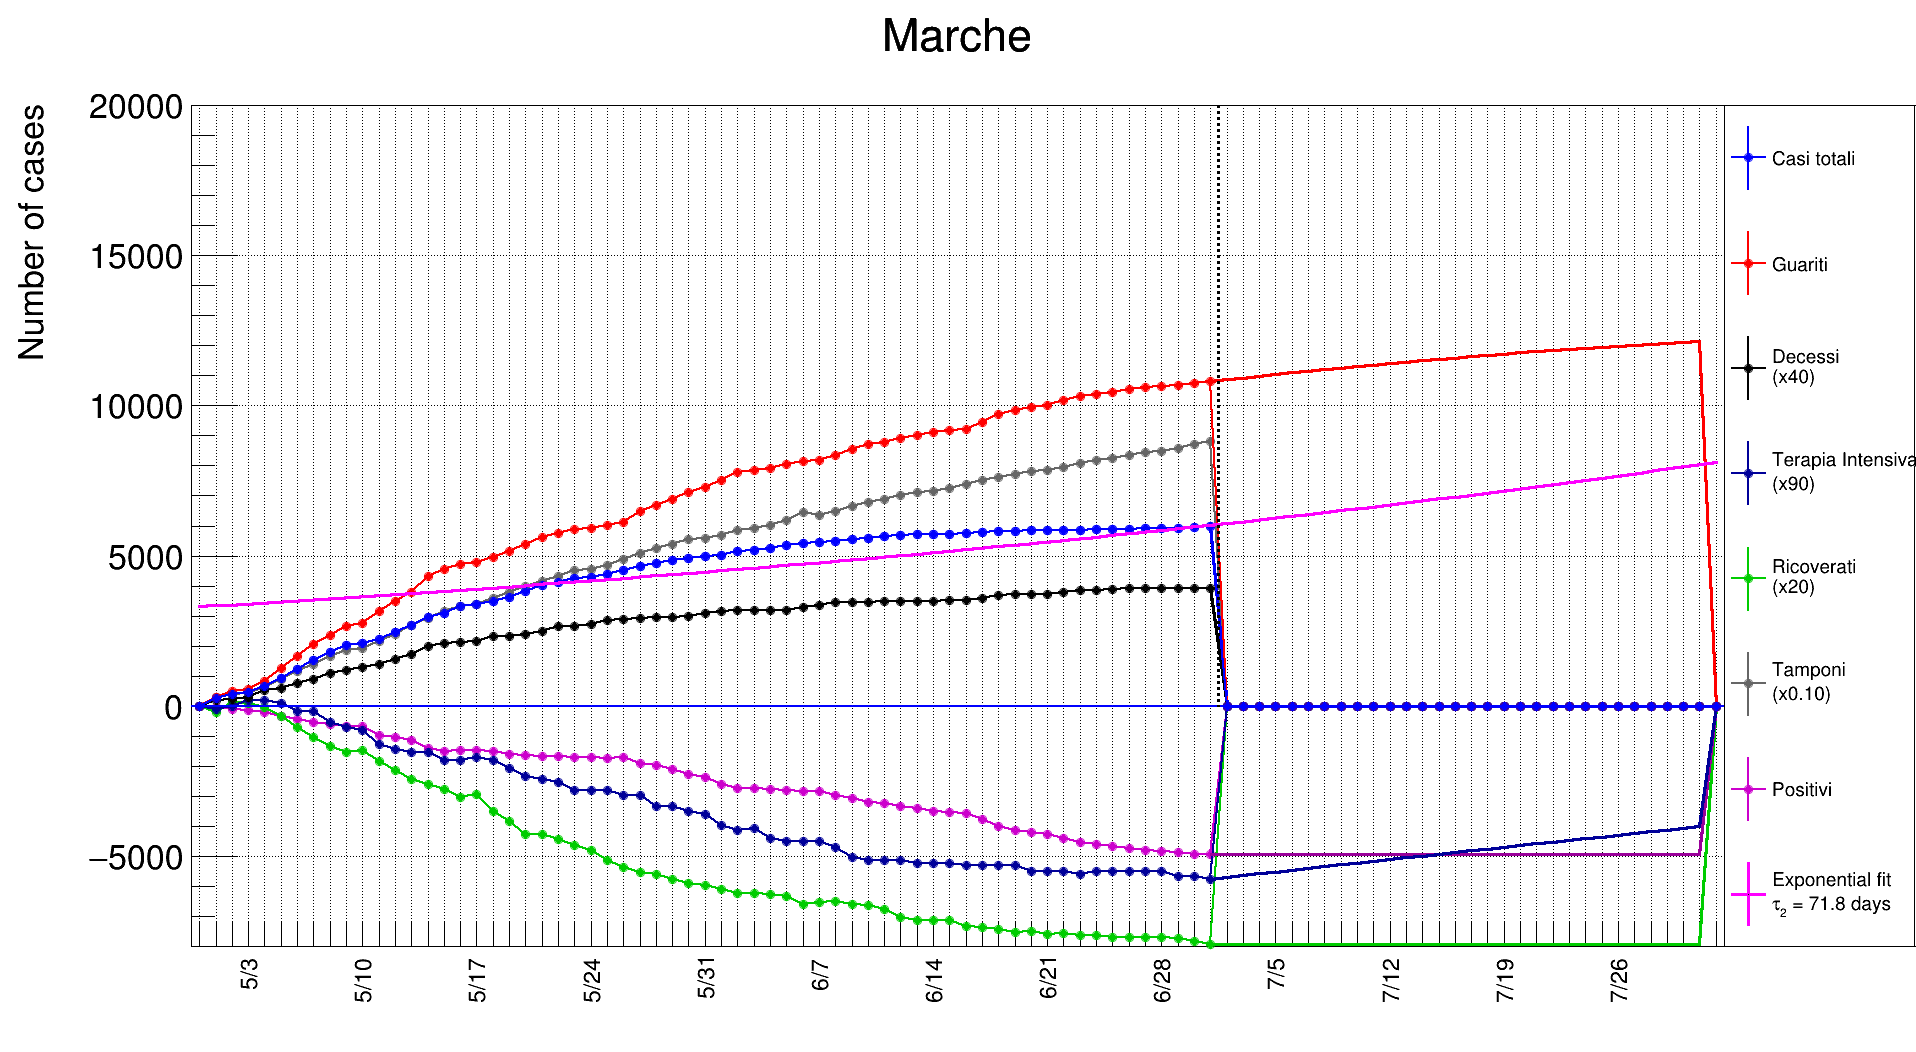 Marche
Number of cases
20000
15000
10000
5000
0
−5000
5/3
5/10
5/17
5/24
5/31
6/7
6/14
6/21
6/28
7/5
7/12
7/19
7/26
Casi totali
Guariti
Decessi
(x40)
Terapia Intensiva
(x90)
Ricoverati
(x20)
Tamponi
(x0.10)
Positivi
Exponential fit
τ2 = 71.8 days